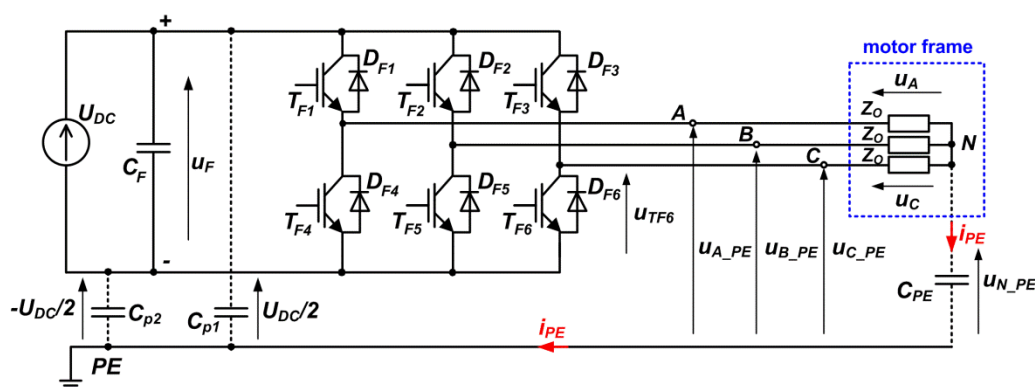 +
motor frame
D_F1
D_F2
D_F3
u_A
T_F1
T_F2
T_F3
Z_O
A
U_DC
C_F
u_F
B
Z_O
N
C
Z_O
D_F4
D_F5
D_F6
u_C
T_F4
T_F5
T_F6
u_TF6
u_A_PE
u_B_PE
u_C_PE
i_PE
-
C_PE
u_N_PE
-U_DC/2
C_p2
C_p1
U_DC/2
i_PE
PE